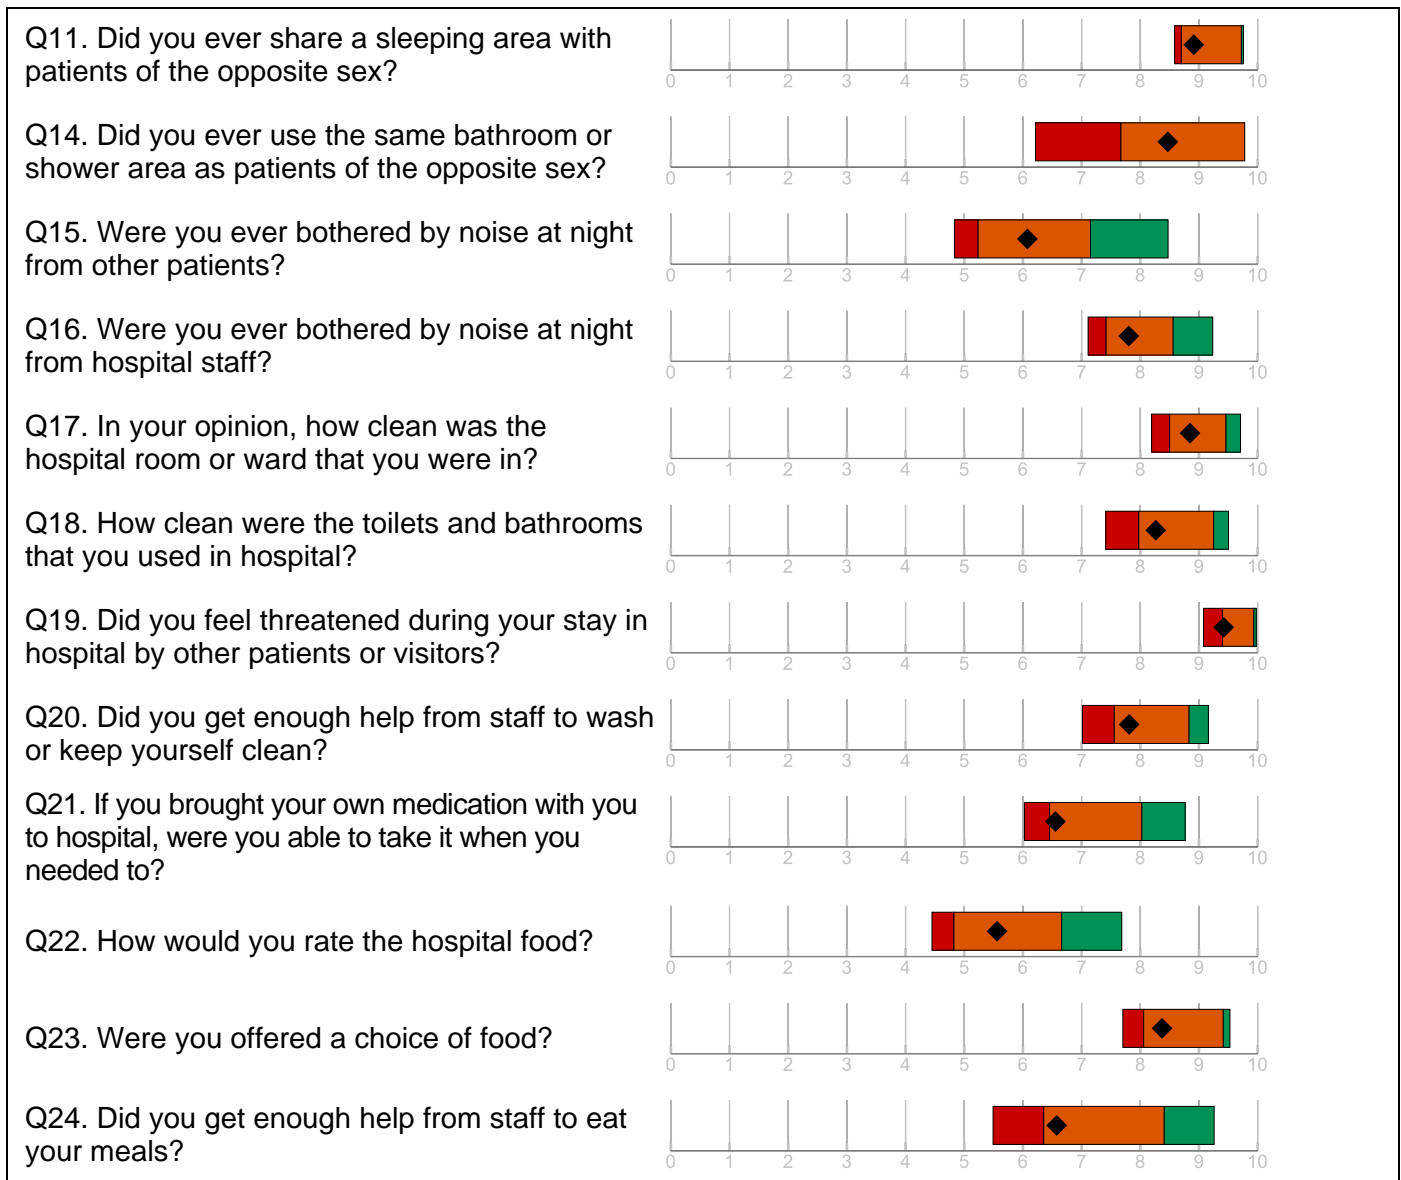 Q11. Did you ever share a sleeping area with
patients of the opposite sex?
0 1 2 3 4 5 6 7 8 9 10
Q14. Did you ever use the same bathroom or
shower area as patients of the opposite sex?
0 1 2 3 4 5 6 7 8 9 10
Q15. Were you ever bothered by noise at night
from other patients?
0 1 2 3 4 5 6 7 8 9 10
Q16. Were you ever bothered by noise at night
from hospital staff?
0 1 2 3 4 5 6 7 8 9 10
Q17. In your opinion, how clean was the
hospital room or ward that you were in?
0 1 2 3 4 5 6 7 8 9 10
Q18. How clean were the toilets and bathrooms
that you used in hospital?
0 1 2 3 4 5 6 7 8 9 10
Q19. Did you feel threatened during your stay in
hospital by other patients or visitors?
0 1 2 3 4 5 6 7 8 9 10
Q20. Did you get enough help from staff to wash
or keep yourself clean?
0 1 2 3 4 5 6 7 8 9 10
Q21. If you brought your own medication with you
to hospital, were you able to take it when you
needed to?
0 1 2 3 4 5 6 7 8 9 10
Q22. How would you rate the hospital food?
0 1 2 3 4 5 6 7 8 9 10
Q23. Were you offered a choice of food?
0 1 2 3 4 5 6 7 8 9 10
Q24. Did you get enough help from staff to eat
your meals?
0 1 2 3 4 5 6 7 8 9 10